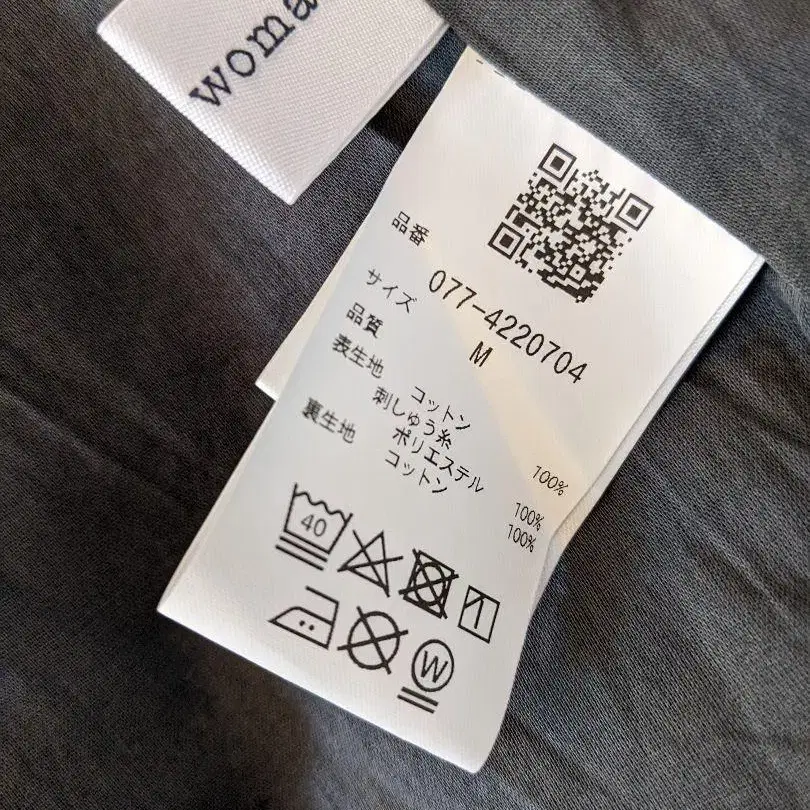 woma
品番
077-4220704
サイズ M
品質
表生地 コットン 100%
刺しゅう糸
ポリエステル 100%
裏生地 コットン 100%
40
W